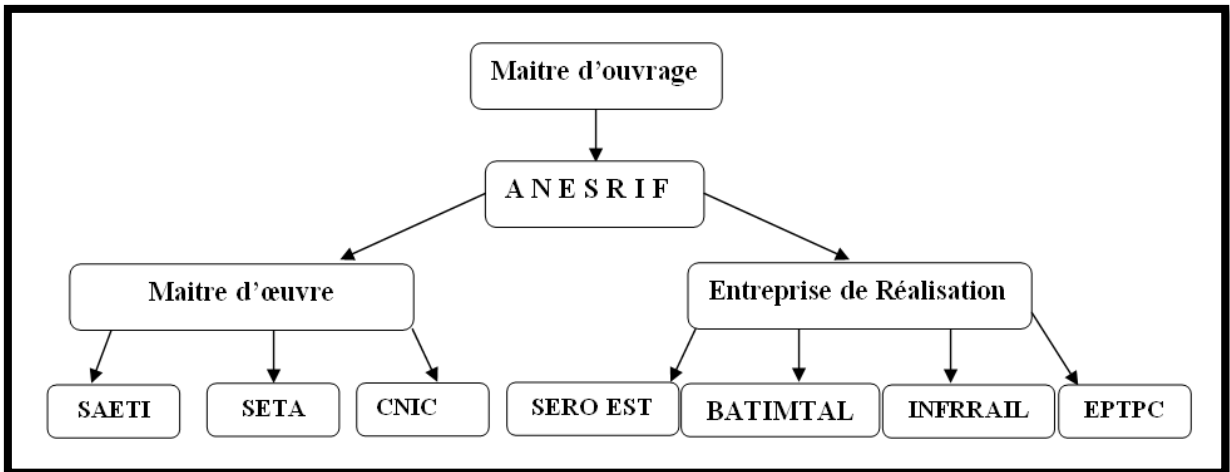 Maitre d'ouvrage
A N E S R I F
Maitre d'œuvre
Entreprise de Réalisation
SAETI
SETA
CNIC
SERO EST
BATIMTAL
INFRRAIL
EPTPC